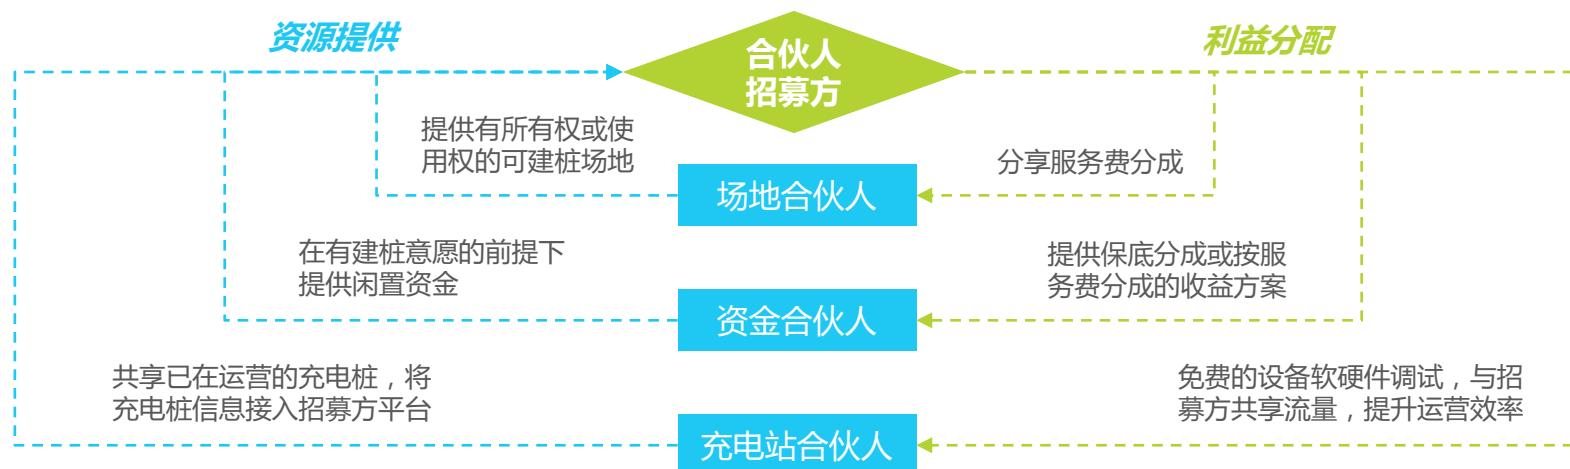 资源提供
合伙人
招募方
利益分配
提供有所有权或使
用权的可建桩场地
分享服务费分成
场地合伙人
在有建桩意愿的前提下
提供闲置资金
提供保底分成或按服
务费分成的收益方案
资金合伙人
共享已在运营的充电桩，将
充电桩信息接入招募方平台
免费的设备软硬件调试，与招
募方共享流量，提升运营效率
充电站合伙人